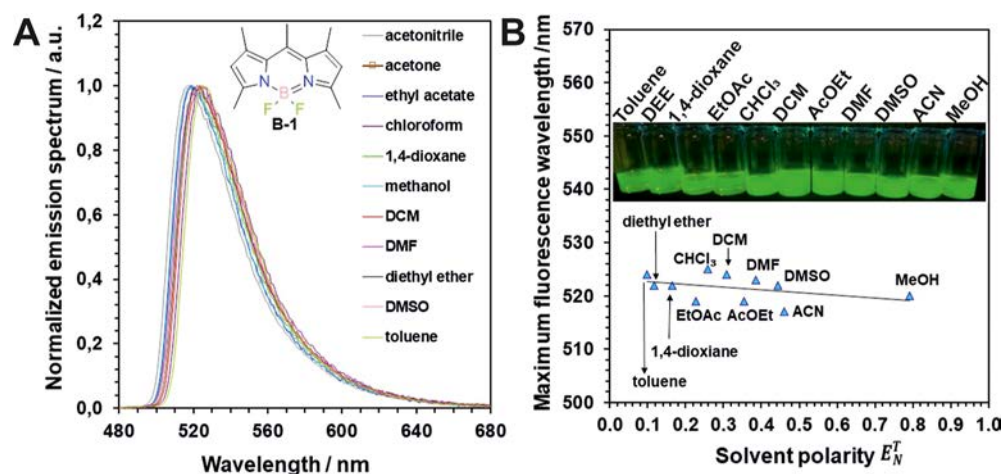 A
Normalized emission spectrum / a.u.
1,2
1,0
0,8
0,6
0,4
0,2
0,0
480
520
560
600
640
680
Wavelength / nm
N
N
B
F
F
B-1
acetonitrile
acetone
ethyl acetate
chloroform
1,4-dioxane
methanol
DCM
DMF
diethyl ether
DMSO
toluene
B
Maximum fluorescence wavelength /nm
570
560
550
540
530
520
510
500
Toluene
DEE
1,4-dioxane
EtOAc
CHCl₃
DCM
AcOEt
DMF
DMSO
ACN
MeOH
diethyl ether
CHCl₃
DCM
DMF
DMSO
MeOH
EtOAc
AcOEt
ACN
1,4-dioxiane
toluene
0.0
0.1
0.2
0.3
0.4
0.5
0.6
0.7
0.8
0.9
1.0
Solvent polarity E_N^T